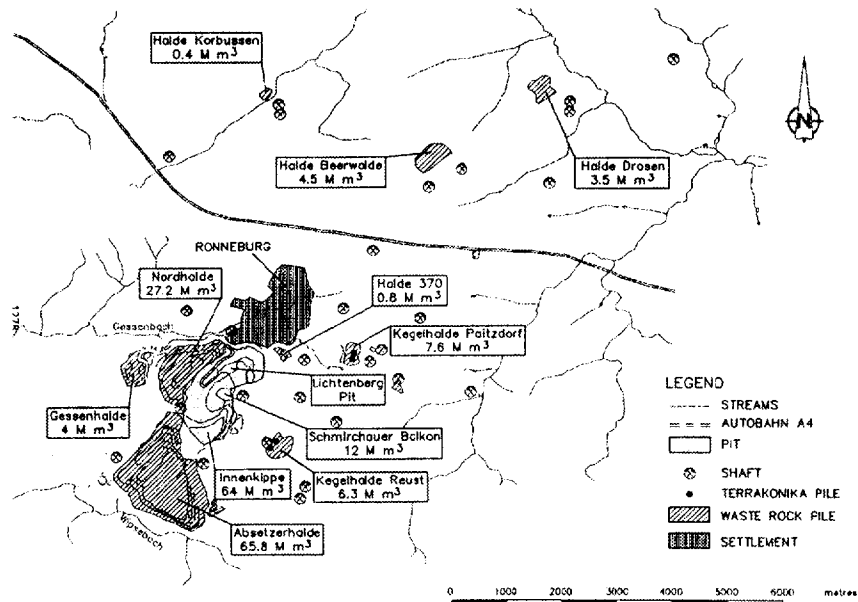 Halde Korbussen
0.4 M m³
Halde Beerwalde
4.5 M m³
Halde Drosen
3.5 M m³
N
RONNEBURG
Nordhalde
27.2 M m³
Halde 370
0.8 M m³
Gessenbach
Kegelhalde Paitzdorf
7.6 M m³
Lichtenberg
Pit
Gessenhalde
4 M m³
Schmirchauer Balkon
12 M m³
Innenkippe
64 M m³
Kegelhalde Reust
6.3 M m³
Absetzerhalde
65.8 M m³
Wipsebach
LEGEND
STREAMS
AUTOBAHN A4
PIT
SHAFT
TERRAKONIKA PILE
WASTE ROCK PILE
SETTLEMENT
0 1000 2000 3000 4000 5000 6000 metres